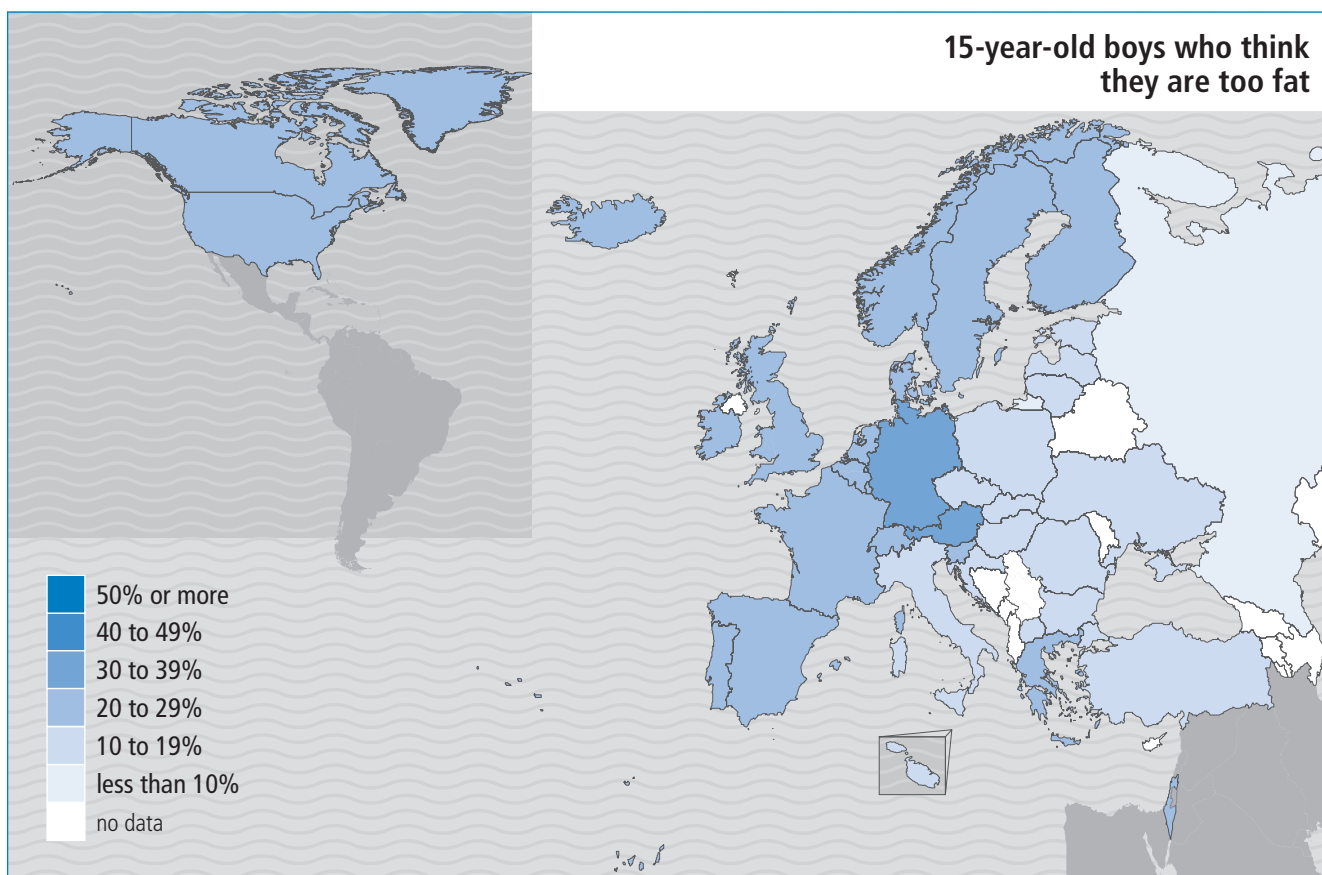 15-year-old boys who think
they are too fat
50% or more
40 to 49%
30 to 39%
20 to 29%
10 to 19%
less than 10%
no data